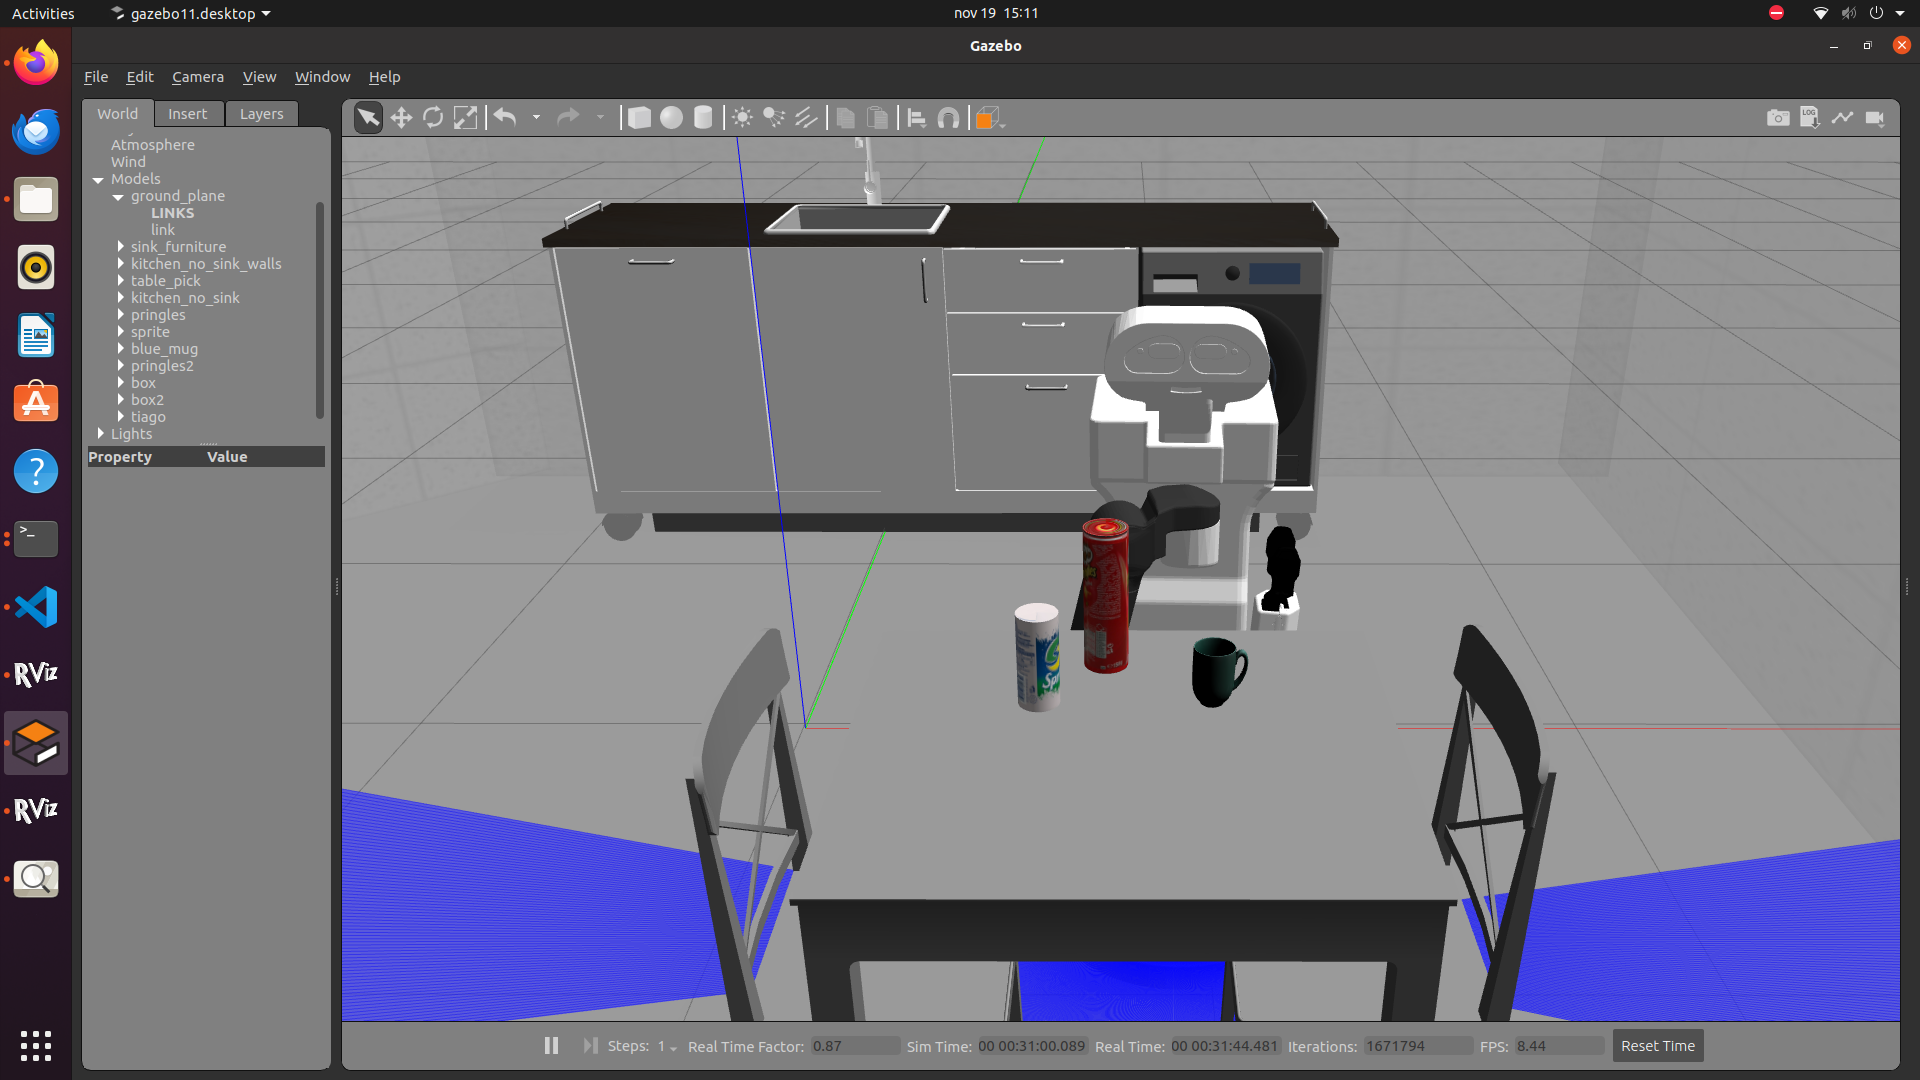 Activities
gazebo11.desktop
nov 19 15:11
Gazebo
File Edit Camera View Window Help
World Insert Layers
Atmosphere
Wind
Models
ground_plane
LINKS
link
sink_furniture
kitchen_no_sink_walls
table_pick
kitchen_no_sink
pringles
sprite
blue_mug
pringles2
box
box2
tiago
Lights
Property Value
LOG
>_
?
RViz
RViz
Spr
Steps: 1 Real Time Factor: 0.87 Sim Time: 00 00:31:00.089 Real Time: 00 00:31:44.481 Iterations: 1671794 FPS: 8.44 Reset Time